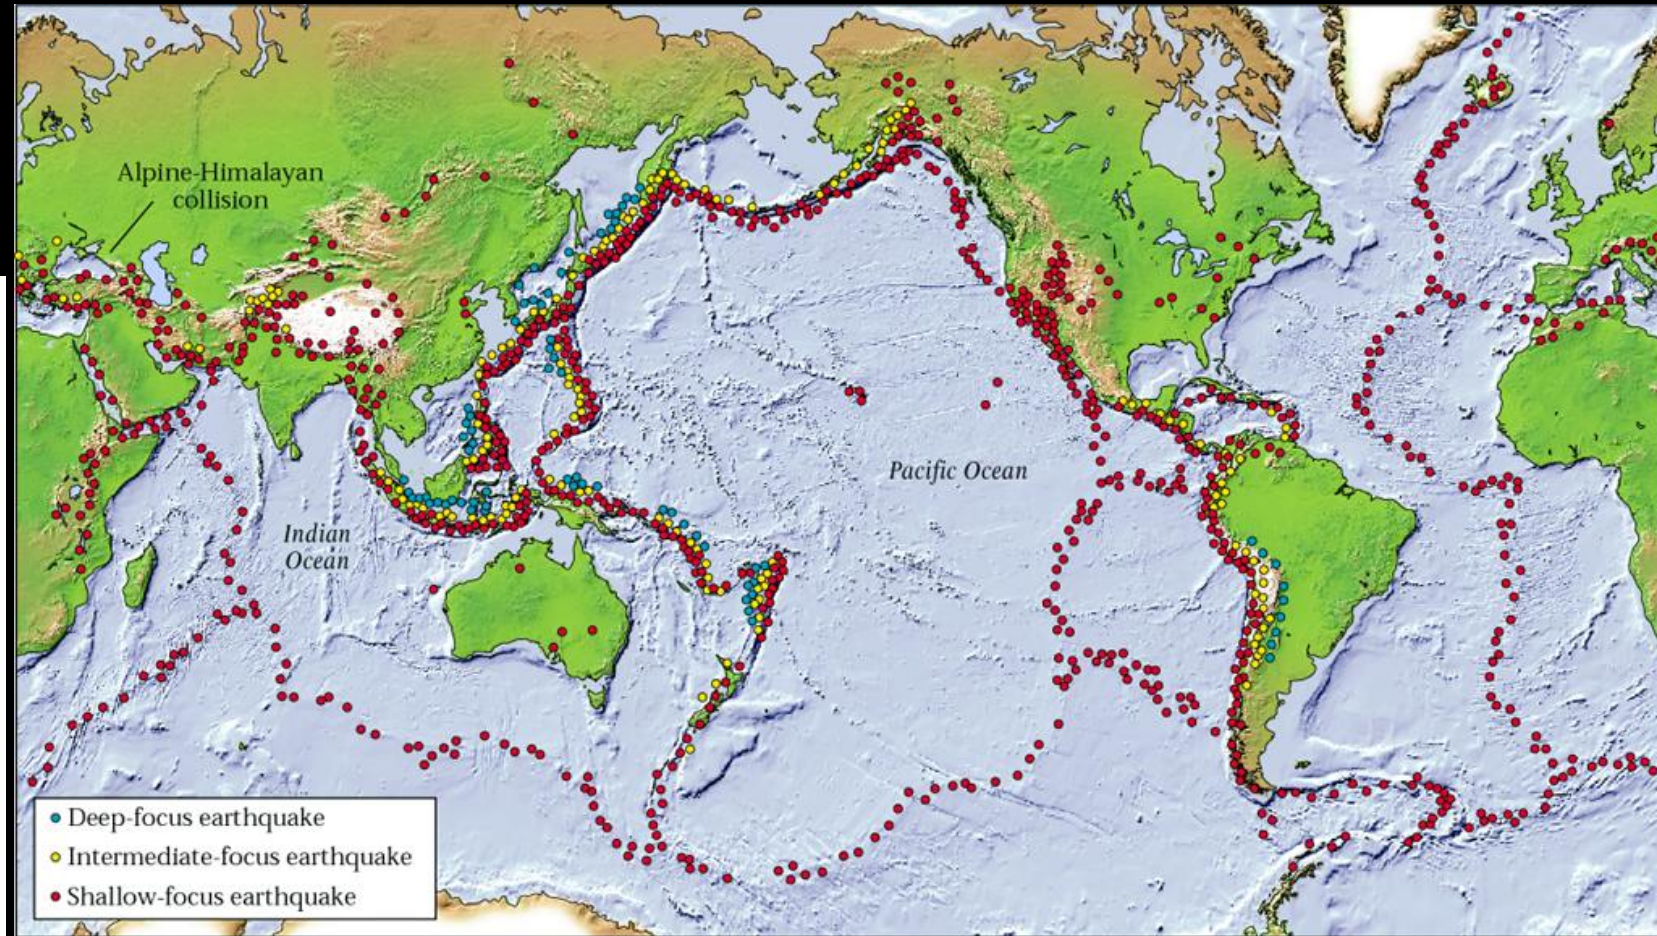 Alpine-Himalayan
collision
Pacific Ocean
Indian
Ocean
Deep-focus earthquake
Intermediate-focus earthquake
Shallow-focus earthquake